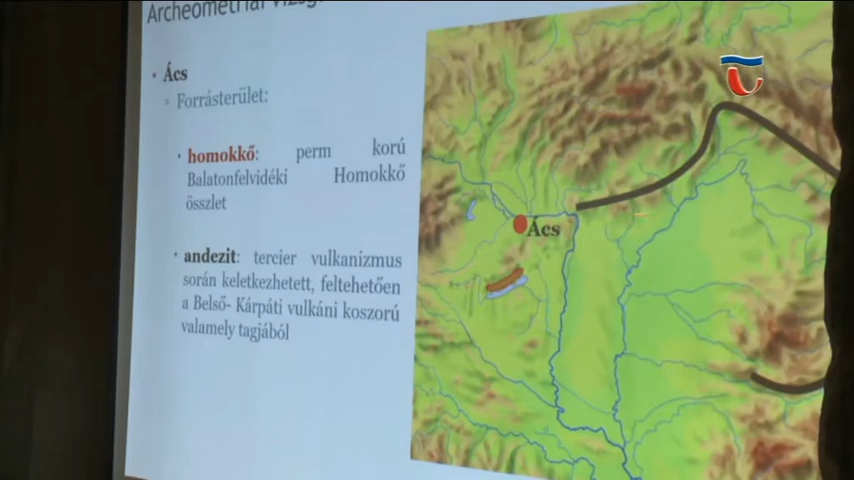 Archeometriai
Ács
Forrásterület:
homokkő: perm korú
Balatonfelvidéki Homokkő
összlet
andezit: tercier vulkanizmus
során keletkezhetett, feltehetően
a Belső- Kárpáti vulkáni koszorú
valamely tagjából
Ács